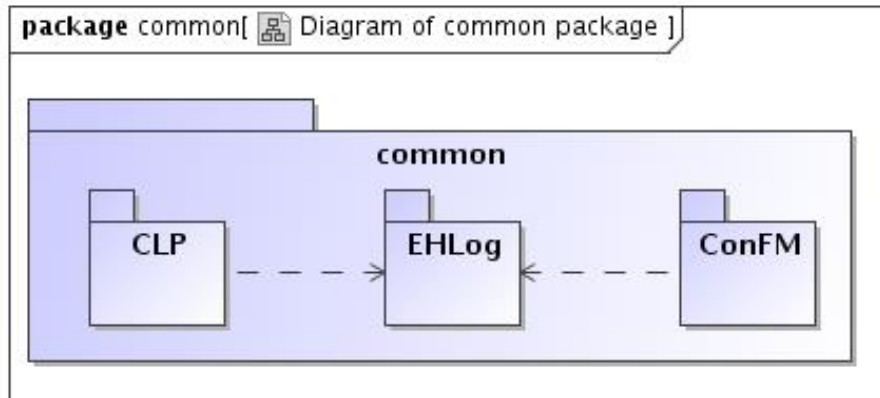 package common[ Diagram of common package ]
common
CLP EHLog ConFM